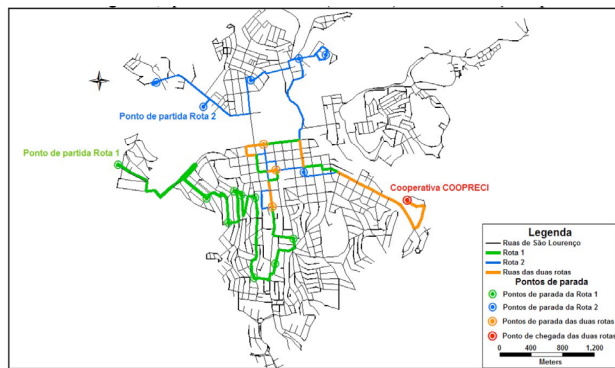 Ponto de partida Rota 2
Ponto de partida Rota 1
Cooperativa COOPRECI
Legenda
Ruas de São Lourenço
Rota 1
Rota 2
Ruas das duas rotas
Pontos de parada
Pontos de parada da Rota 1
Pontos de parada da Rota 2
Pontos de parada das duas rotas
Ponto de chegada das duas rotas
0 400 800 1,200
Meters